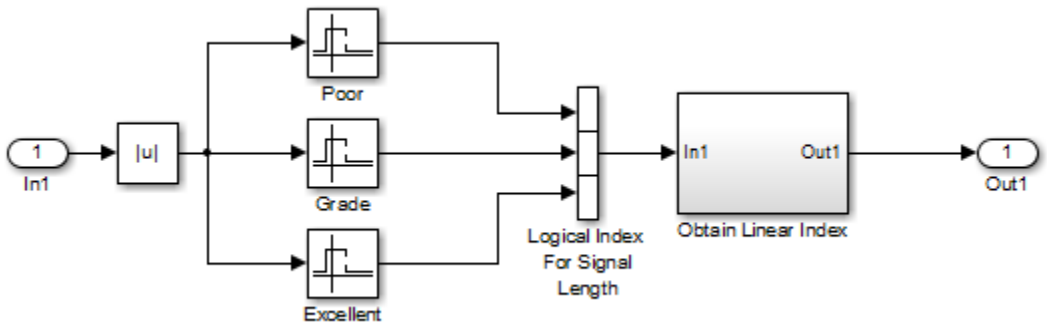 Poor
1
In1
|u|
Grade
Excellent
Logical Index
For Signal
Length
In1
Out1
Obtain Linear Index
1
Out1